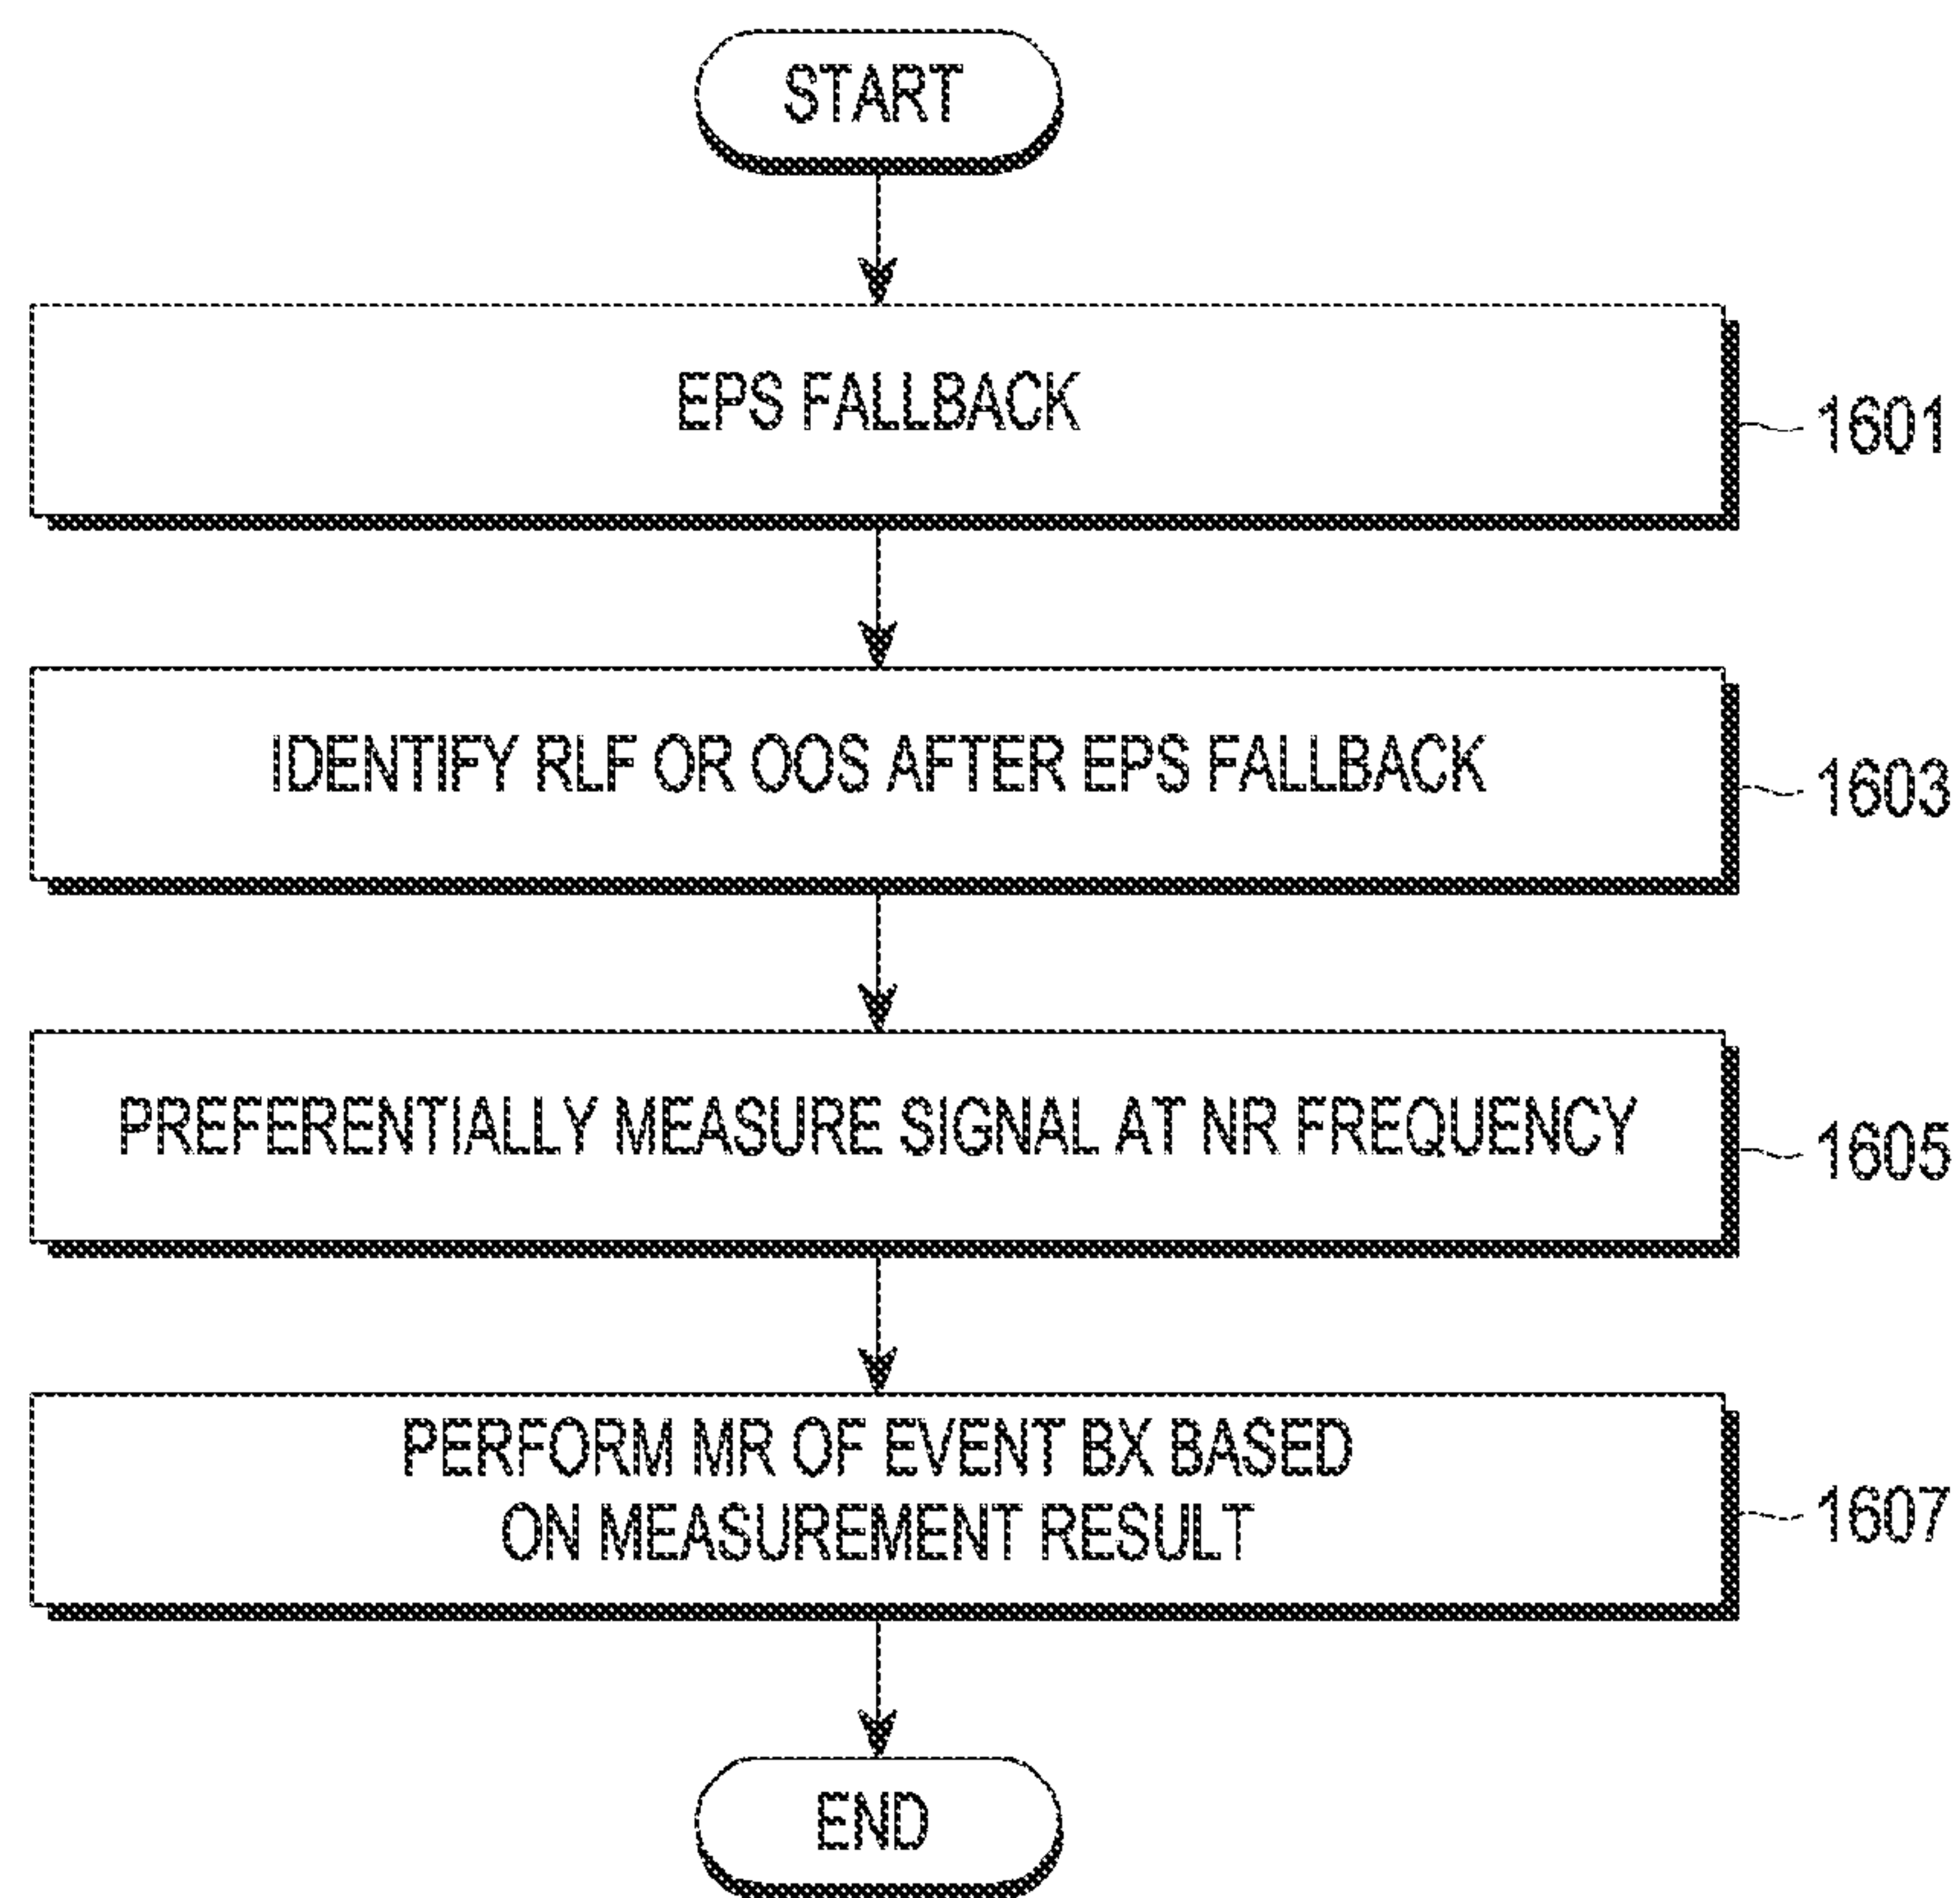 START
EPS FALLBACK
1601
IDENTIFY RLF OR OOS AFTER EPS FALLBACK
1603
PREFERENTIALLY MEASURE SIGNAL AT NR FREQUENCY
1605
PERFORM MR OF EVENT BX BASED
ON MEASUREMENT RESULT
1607
END